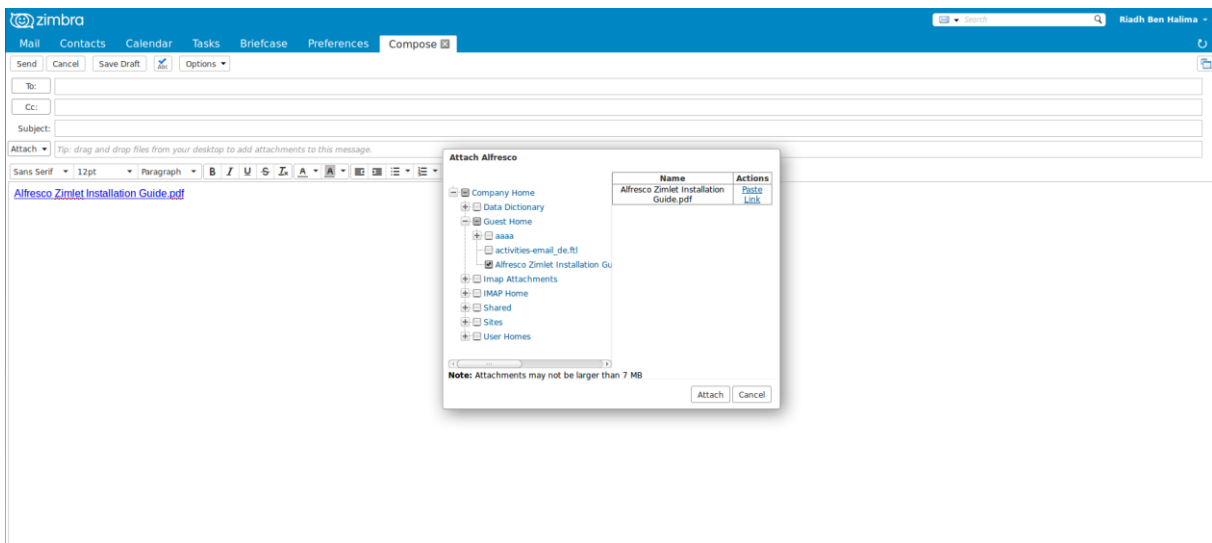 zimbra
Search
Riadh Ben Halima
Mail Contacts Calendar Tasks Briefcase Preferences Compose
Send Cancel Save Draft Abc Options
To:
Cc:
Subject:
Attach Tip: drag and drop files from your desktop to add attachments to this message.
Sans Serif 12pt Paragraph B I U S Tx A A
Alfresco Zimlet Installation Guide.pdf
Attach Alfresco
Company Home
Data Dictionary
Guest Home
aaaa
activities-email_de.ftl
Alfresco Zimlet Installation Gu
Imap Attachments
IMAP Home
Shared
Sites
User Homes
Name Actions
Alfresco Zimlet Installation Paste
Guide.pdf Link
Note: Attachments may not be larger than 7 MB
Attach Cancel